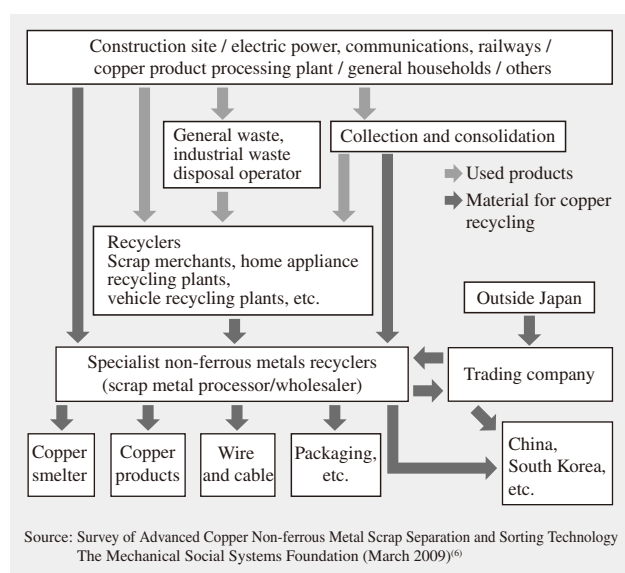 Construction site / electric power, communications, railways /
copper product processing plant / general households / others
General waste,
industrial waste
disposal operator
Collection and consolidation
Used products
Material for copper
recycling
Recyclers
Scrap merchants, home appliance
recycling plants,
vehicle recycling plants, etc.
Outside Japan
Specialist non-ferrous metals recyclers
(scrap metal processor/wholesaler)
Trading company
Copper
smelter
Copper
products
Wire
and cable
Packaging,
etc.
China,
South Korea,
etc.
Source: Survey of Advanced Copper Non-ferrous Metal Scrap Separation and Sorting Technology
The Mechanical Social Systems Foundation (March 2009)(6)